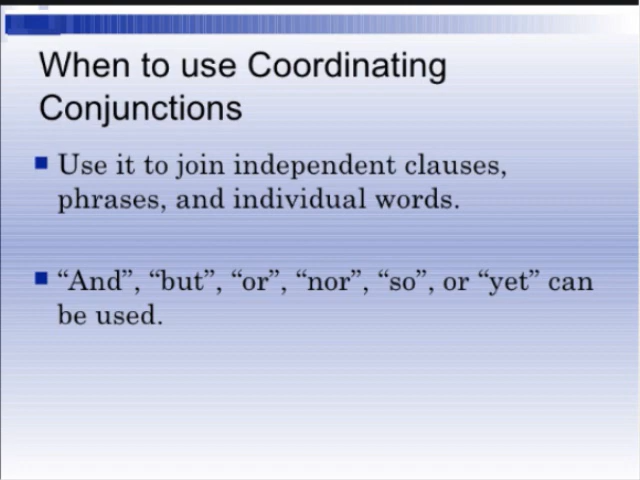 When to use Coordinating
Conjunctions
Use it to join independent clauses,
phrases, and individual words.
“And”, “but”, “or”, “nor”, “so”, or “yet” can
be used.